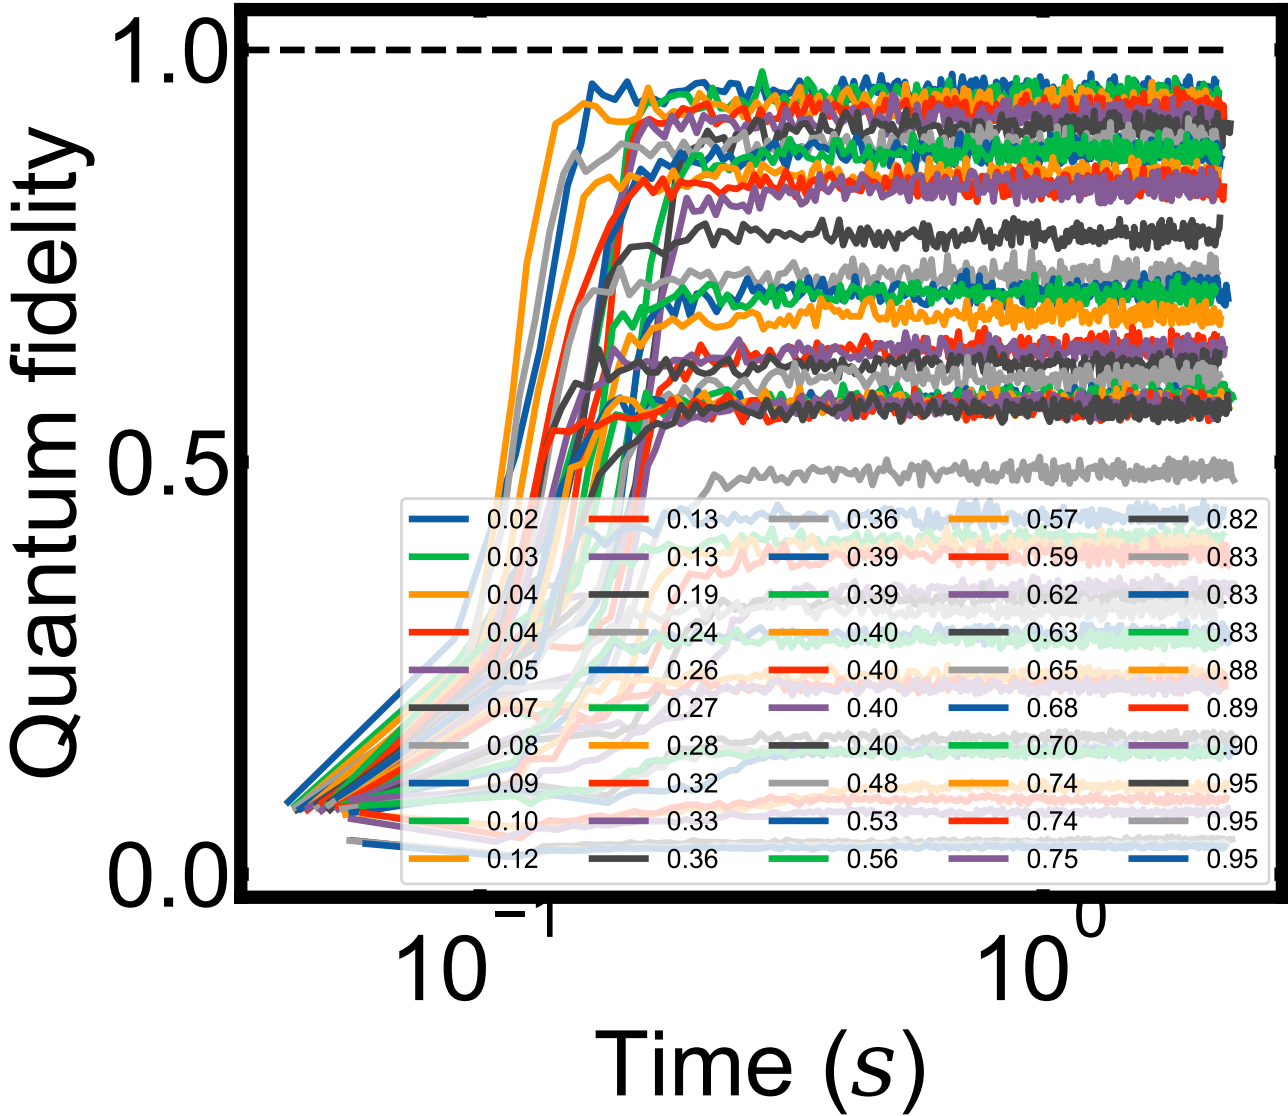 Quantum fidelity
1.0
0.5
0.0
0.02 0.13 0.36 0.57 0.82
0.03 0.13 0.39 0.59 0.83
0.04 0.19 0.39 0.62 0.83
0.04 0.24 0.40 0.63 0.83
0.05 0.26 0.40 0.65 0.88
0.07 0.27 0.40 0.68 0.89
0.08 0.28 0.40 0.70 0.90
0.09 0.32 0.48 0.74 0.95
0.10 0.33 0.53 0.74 0.95
0.12 0.36 0.56 0.75 0.95
10⁻¹ 10⁰
Time (s)